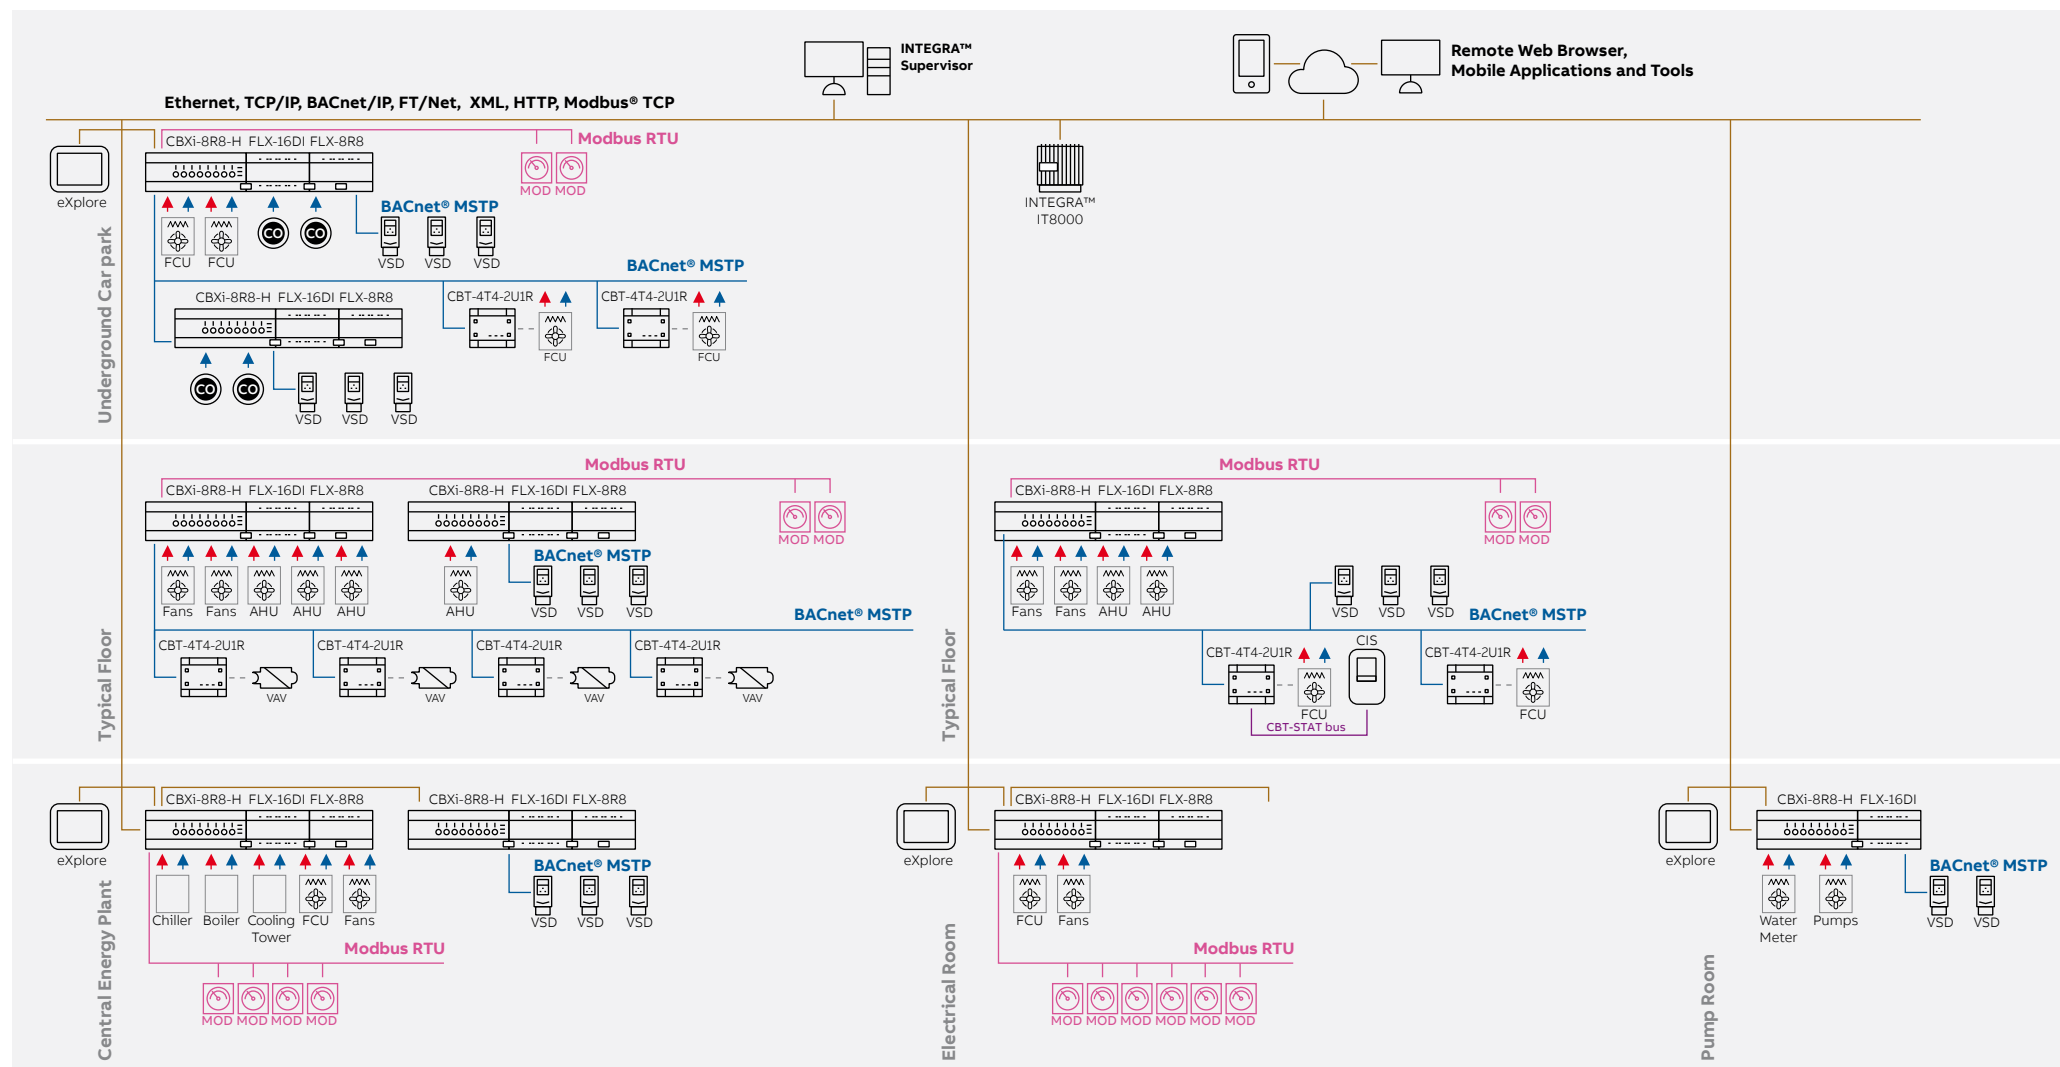 INTEGRA™
Supervisor
Remote Web Browser,
Mobile Applications and Tools
Ethernet, TCP/IP, BACnet/IP, FT/Net, XML, HTTP, Modbus® TCP
INTEGRA™
IT8000
Underground Car park
eXplore
CBXi-8R8-H FLX-16DI FLX-8R8
Modbus RTU
MOD MOD
BACnet® MSTP
FCU FCU CO CO
VSD VSD VSD
BACnet® MSTP
CBXi-8R8-H FLX-16DI FLX-8R8
CBT-4T4-2U1R CBT-4T4-2U1R
FCU FCU
CO CO
VSD VSD VSD
Typical Floor
Modbus RTU
CBXi-8R8-H FLX-16DI FLX-8R8
CBXi-8R8-H FLX-16DI FLX-8R8
MOD MOD
Fans Fans AHU AHU AHU
AHU
BACnet® MSTP
VSD VSD VSD
BACnet® MSTP
CBT-4T4-2U1R CBT-4T4-2U1R CBT-4T4-2U1R CBT-4T4-2U1R
VAV VAV VAV VAV
Typical Floor
Modbus RTU
CBXi-8R8-H FLX-16DI FLX-8R8
MOD MOD
Fans Fans AHU AHU
VSD VSD VSD
BACnet® MSTP
CBT-4T4-2U1R CIS CBT-4T4-2U1R
FCU FCU
CBT-STAT bus
Central Energy Plant
eXplore
CBXi-8R8-H FLX-16DI FLX-8R8
CBXi-8R8-H FLX-16DI FLX-8R8
Chiller Boiler Cooling
Tower
FCU Fans
BACnet® MSTP
VSD VSD VSD
Modbus RTU
MOD MOD MOD MOD
Electrical Room
eXplore
CBXi-8R8-H FLX-16DI FLX-8R8
FCU Fans
Modbus RTU
MOD MOD MOD MOD MOD MOD
Pump Room
eXplore
CBXi-8R8-H FLX-16DI
Water
Meter
Pumps
BACnet® MSTP
VSD VSD